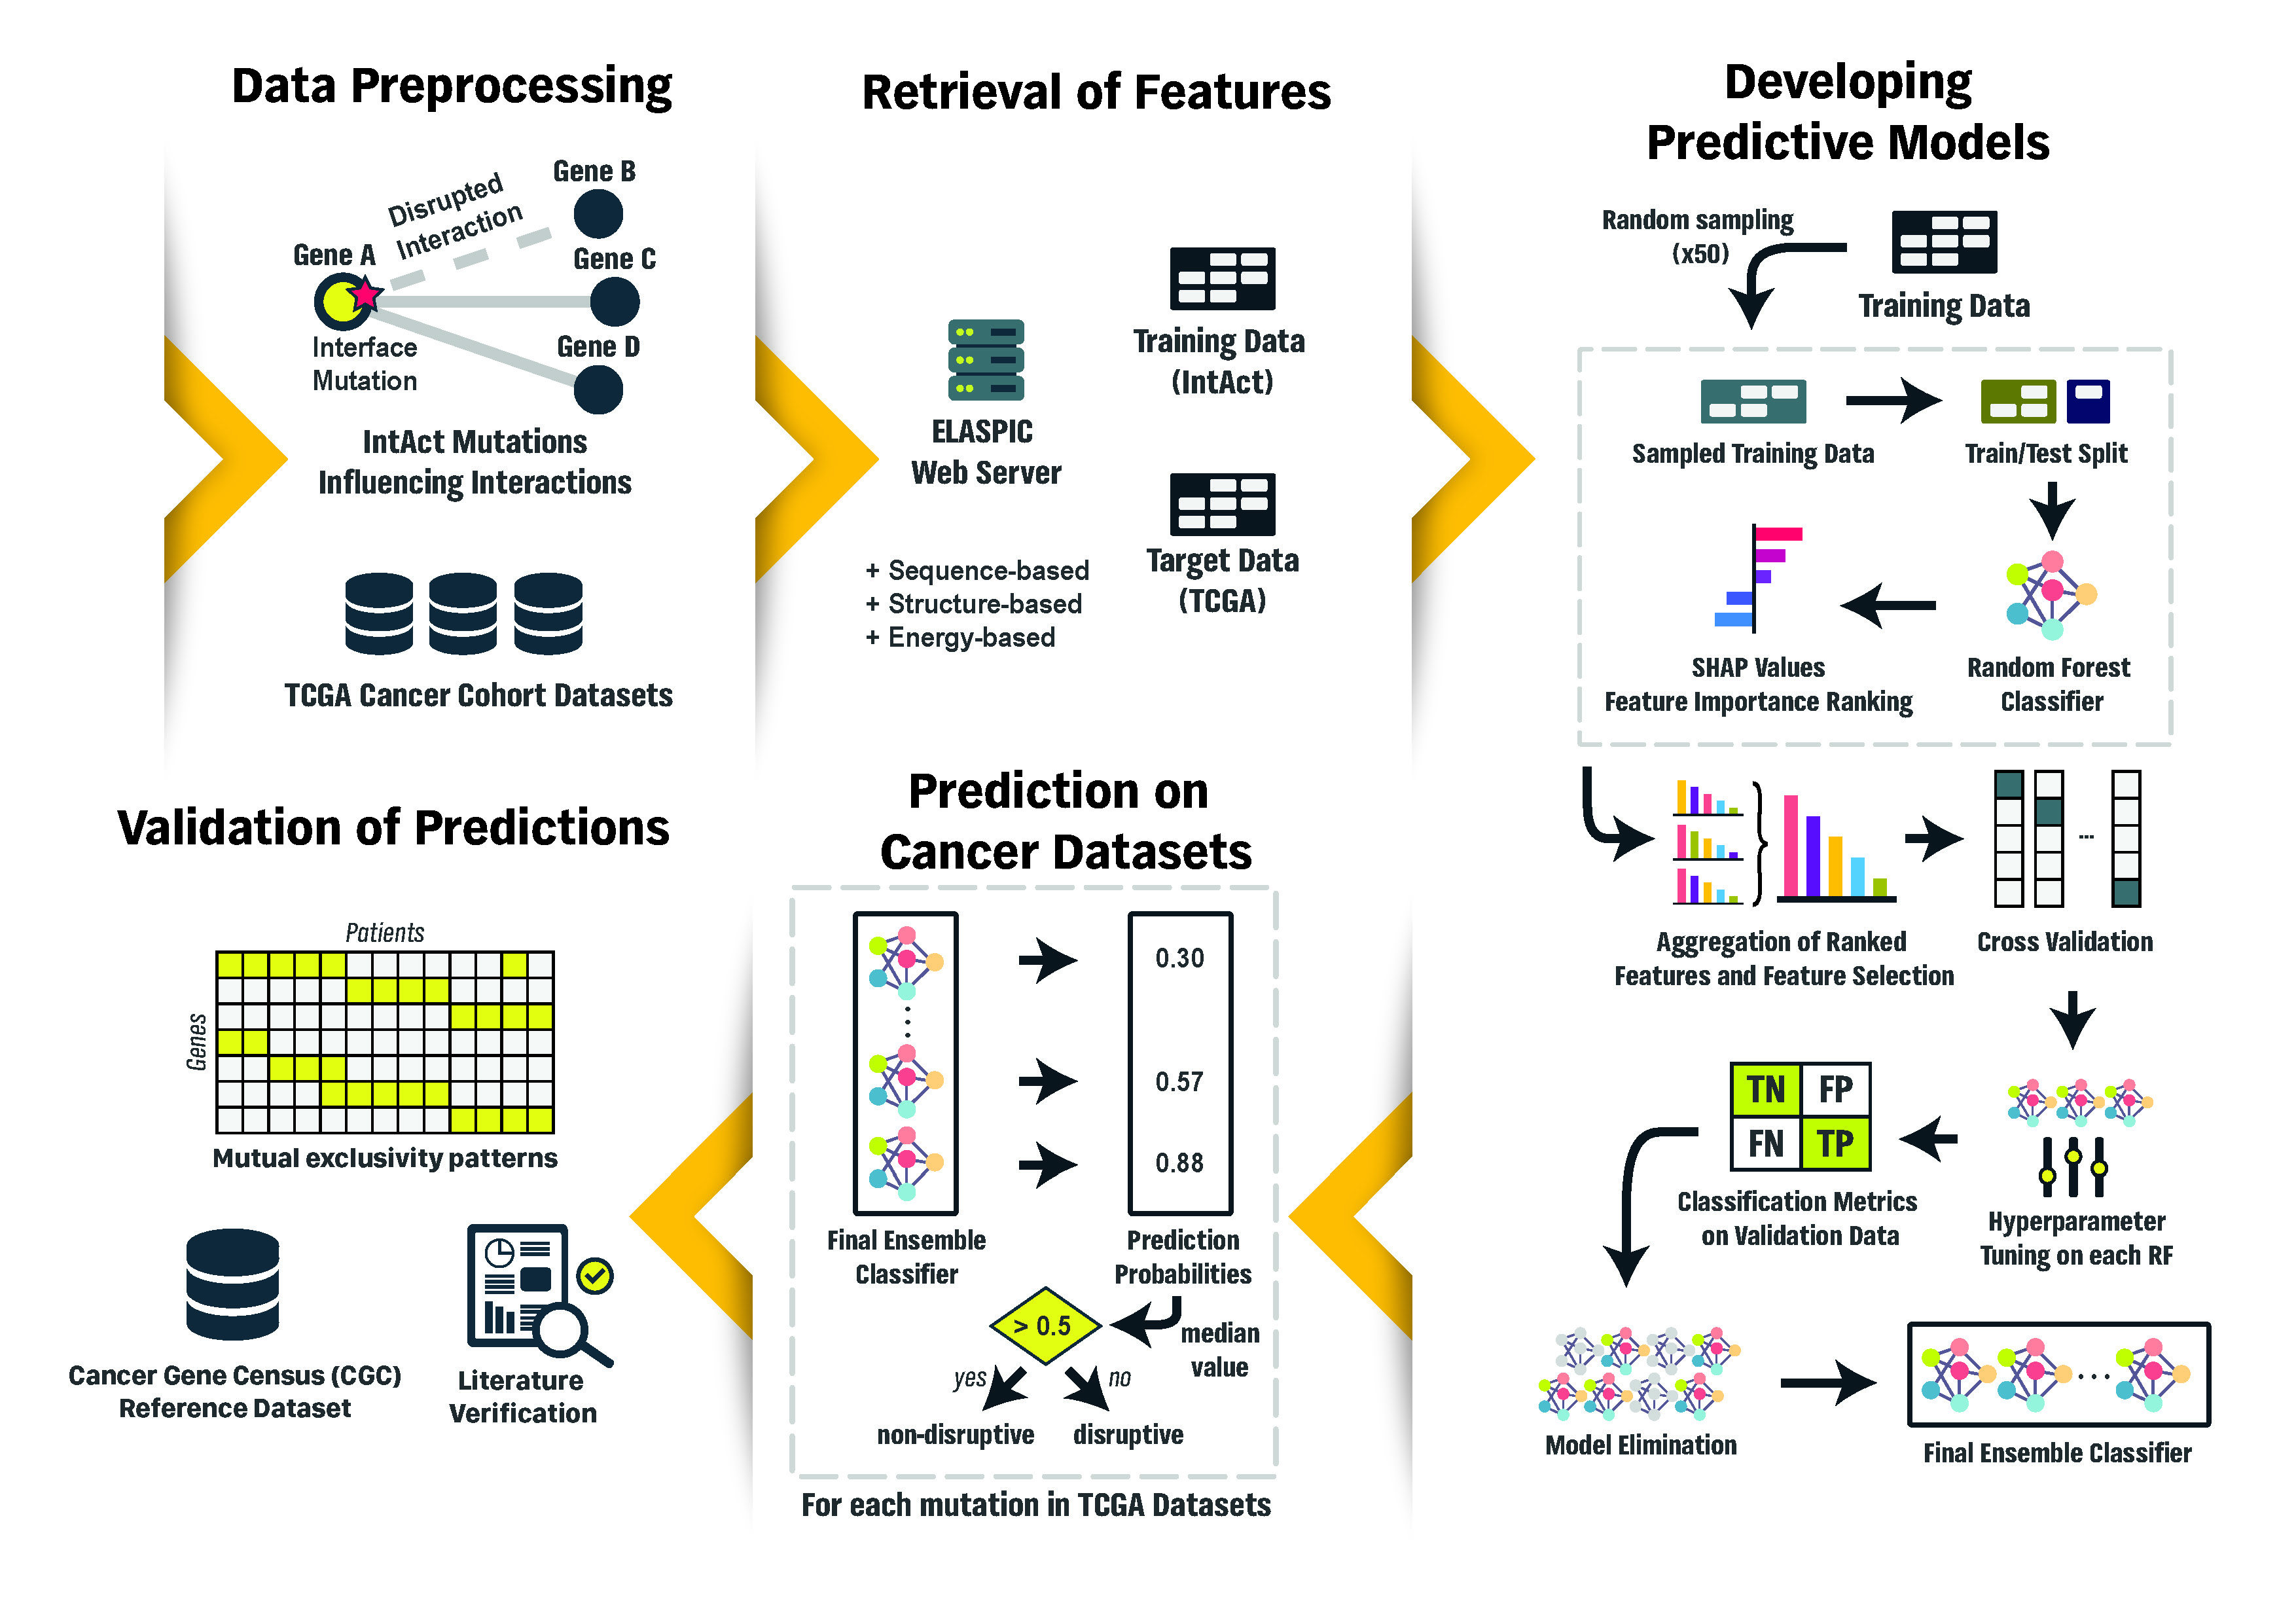 Data Preprocessing
Gene B
Disrupted
Interaction
Gene A
Gene C
Interface
Mutation
Gene D
IntAct Mutations
Influencing Interactions
TCGA Cancer Cohort Datasets
Retrieval of Features
Training Data
(IntAct)
ELASPIC
Web Server
Target Data
(TCGA)
+ Sequence-based
+ Structure-based
+ Energy-based
Developing
Predictive Models
Random sampling
(x50)
Training Data
Sampled Training Data
Train/Test Split
SHAP Values
Feature Importance Ranking
Random Forest
Classifier
...
Aggregation of Ranked
Features and Feature Selection
Cross Validation
TN FP
FN TP
Classification Metrics
on Validation Data
Hyperparameter
Tuning on each RF
Model Elimination
...
Final Ensemble Classifier
Prediction on
Cancer Datasets
0.30
0.57
0.88
Final Ensemble
Classifier
Prediction
Probabilities
> 0.5
median
value
yes
no
non-disruptive
disruptive
For each mutation in TCGA Datasets
Validation of Predictions
Patients
Genes
Mutual exclusivity patterns
Cancer Gene Census (CGC)
Reference Dataset
Literature
Verification